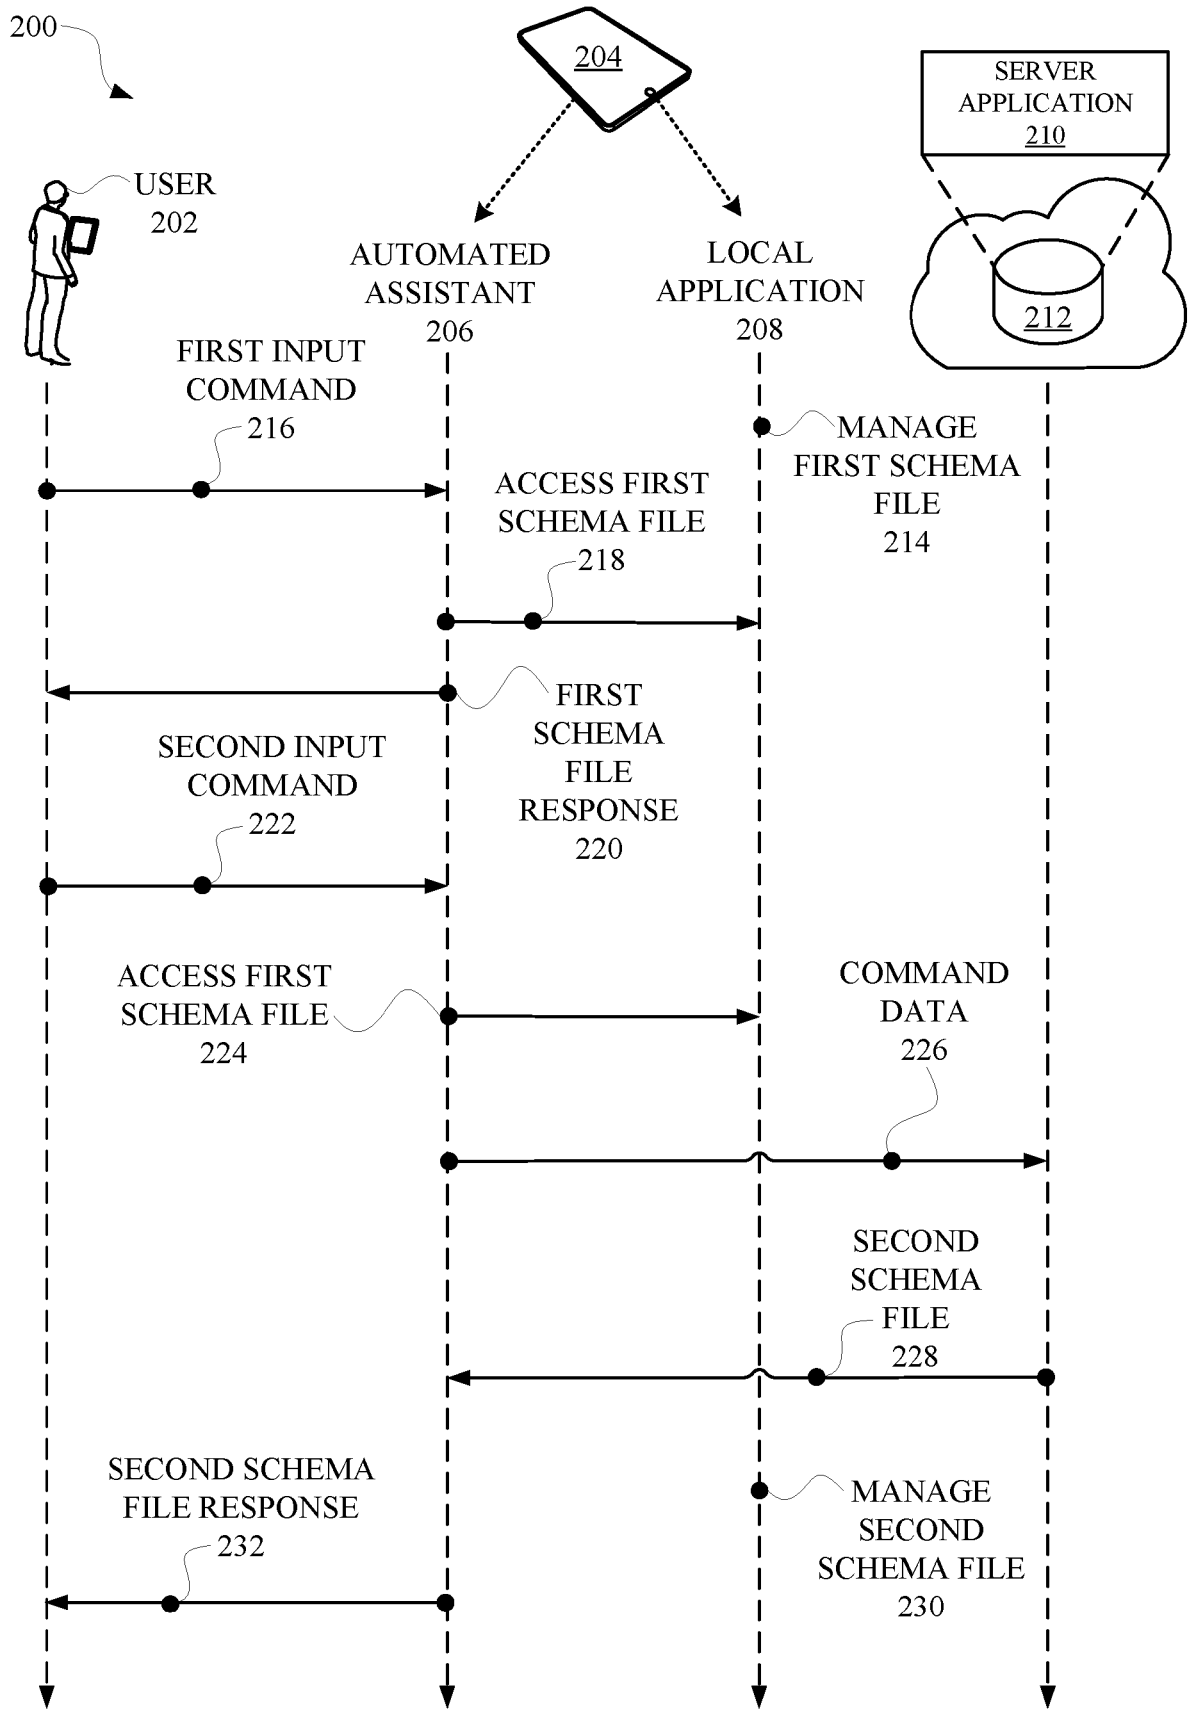 200
204
SERVER
APPLICATION
210
USER
202
AUTOMATED
ASSISTANT
206
LOCAL
APPLICATION
208
212
FIRST INPUT
COMMAND
216
MANAGE
FIRST SCHEMA
FILE
214
ACCESS FIRST
SCHEMA FILE
218
FIRST
SCHEMA
FILE
RESPONSE
220
SECOND INPUT
COMMAND
222
ACCESS FIRST
SCHEMA FILE
224
COMMAND
DATA
226
SECOND
SCHEMA
FILE
228
SECOND SCHEMA
FILE RESPONSE
232
MANAGE
SECOND
SCHEMA FILE
230